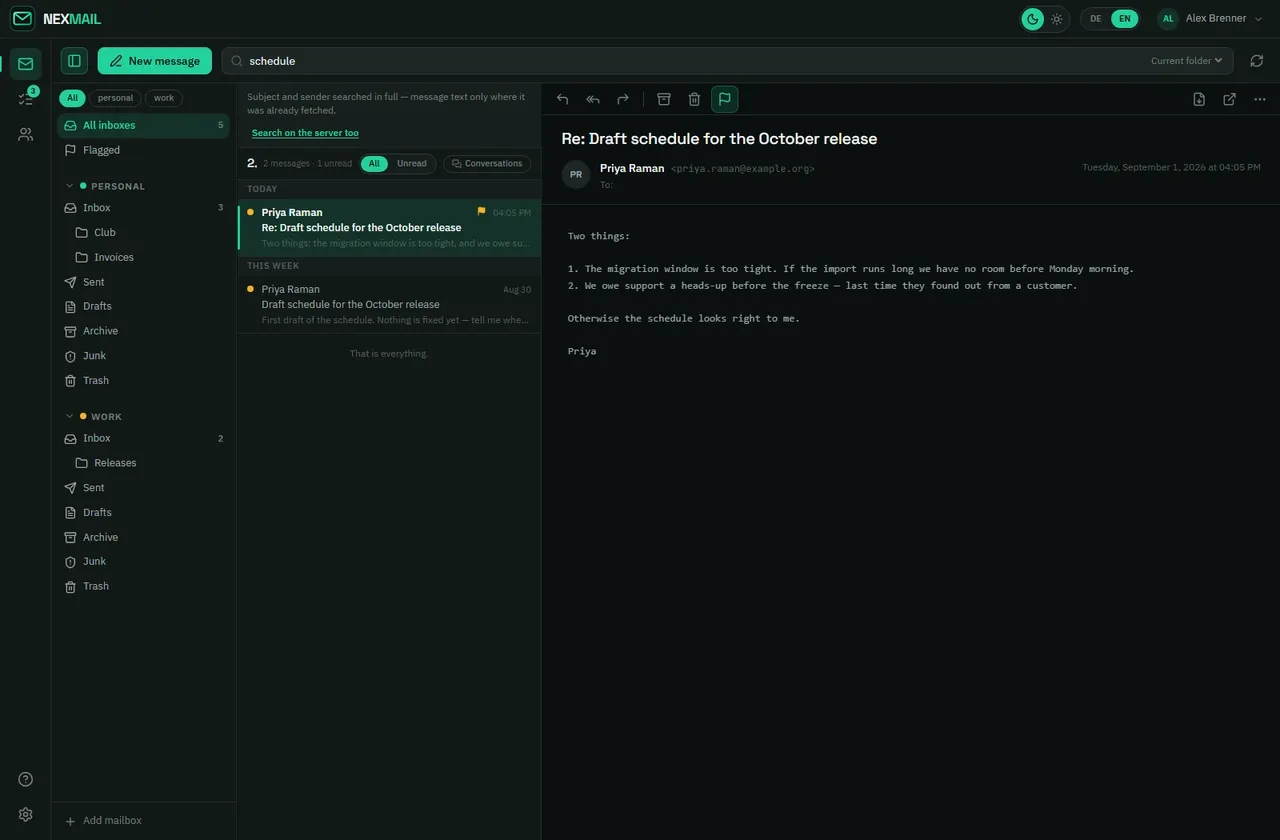 NEXMAIL
DE EN
AL Alex Brenner
New message
schedule
Current folder
3
All personal work
All inboxes 5
Flagged
PERSONAL
Inbox 3
Club
Invoices
Sent
Drafts
Archive
Junk
Trash
WORK
Inbox 2
Releases
Sent
Drafts
Archive
Junk
Trash
Add mailbox
Subject and sender searched in full — message text only where it
was already fetched.
Search on the server too
2. 2 messages · 1 unread All Unread Conversations
TODAY
Priya Raman 04:05 PM
Re: Draft schedule for the October release
Two things: the migration window is too tight, and we owe su...
THIS WEEK
Priya Raman Aug 30
Draft schedule for the October release
First draft of the schedule. Nothing is fixed yet — tell me whe...
That is everything.
Re: Draft schedule for the October release
PR
Priya Raman <priya.raman@example.org> Tuesday, September 1, 2026 at 04:05 PM
To:
Two things:
1. The migration window is too tight. If the import runs long we have no room before Monday morning.
2. We owe support a heads-up before the freeze — last time they found out from a customer.
Otherwise the schedule looks right to me.
Priya